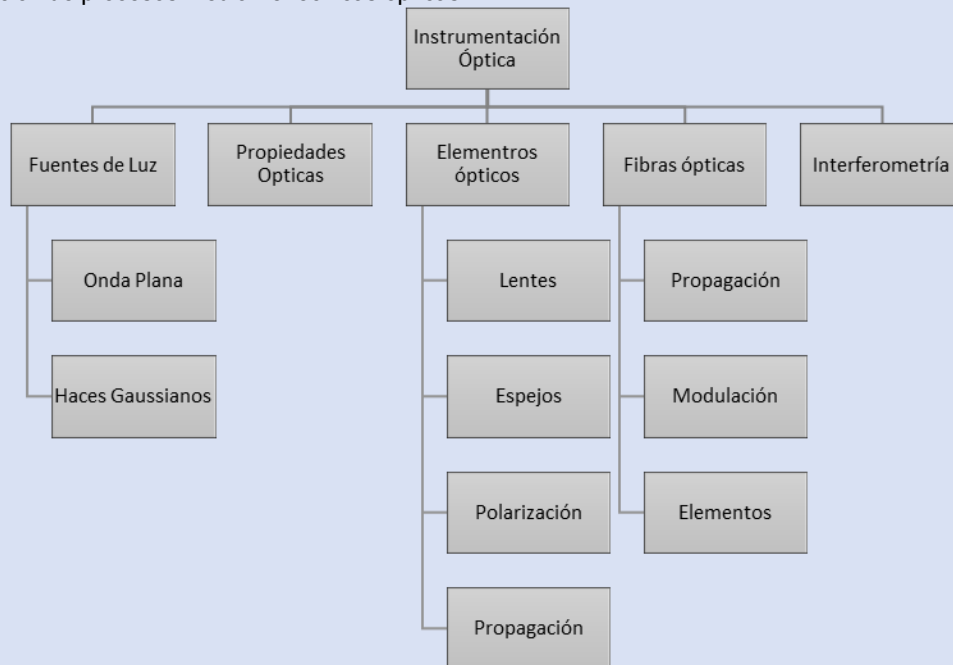 Instrumentación
Óptica
Fuentes de Luz
Propiedades
Opticas
Elementros
ópticos
Fibras ópticas
Interferometría
Onda Plana
Haces Gaussianos
Lentes
Espejos
Polarización
Propagación
Propagación
Modulación
Elementos